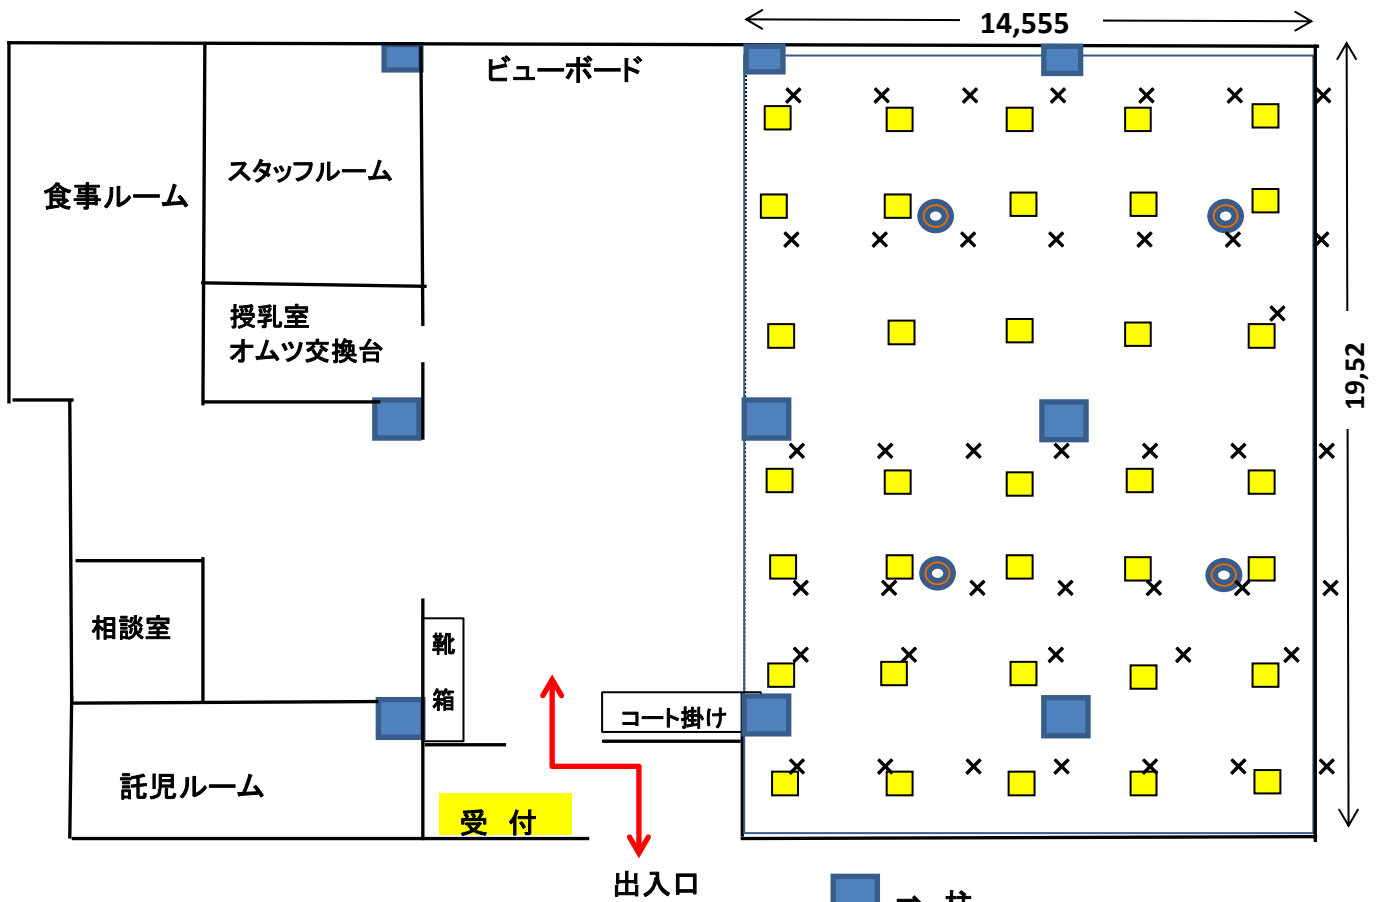 14,555
ビューボード
スタッフルーム
食事ルーム
授乳室
オムツ交換台
19,52
相談室
靴
箱
コート掛け
託児ルーム
受 付
出入口